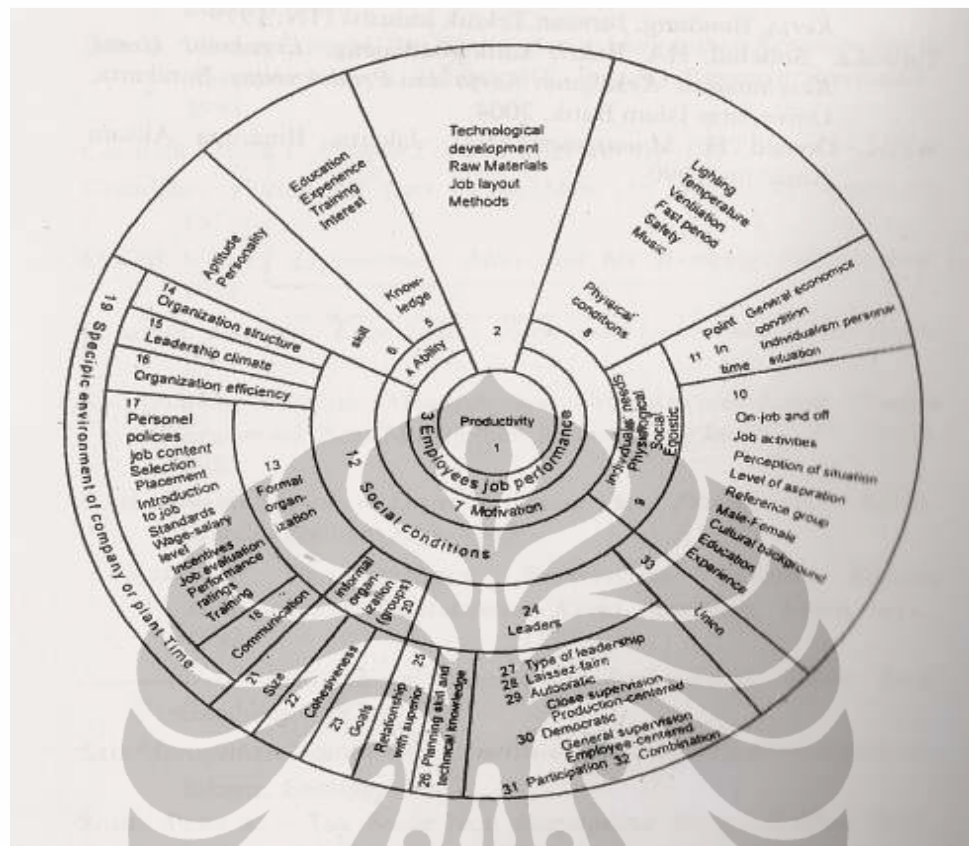 Technological
development
Raw Materials
Job layout
Methods
2
Lighting
Temperature
Ventilation
Fast period
Safety
Music
Physical
conditions
8
Point
11 In
time
General economics
condition
Individualism personal
situation
10
On-job and off
Job activities
Perception of situation
Level of aspiration
Reference group
Male-Female
Cultural background
Education
Experience
Individuals' needs
Physiological
Social
Egoustic
9
33
Union
24
Leaders
27 Type of leadership
28 Laissez-faire
29 Autocratic
Close supervision
Production-centered
30 Democratic
General supervision
Employee-centered
31 Participation 32 Combination
25
Relationship
with superior
26 Planning skill and
technical knowledge
Informal
organ-
ization
(groups)
20
21
Size
22
Cohesiveness
23
Goals
18
Communication
13
Formal
organ-
ization
17
Personel
policies
Job content
Selection
Placement
Introduction
to job
Standards
Wage-salary
level
Incentives
Job evaluation
Performance
ratings
Training
16
Organization efficiency
15
Leadership climate
14
Organization structure
19 Specipic environment of company or plant Time
Aptitude
Personality
skill
6
Education
Experience
Training
Interest
Know-
ledge
5
4 Ability
Productivity
1
3 Employees job performance
7 Motivation
12
Social conditions